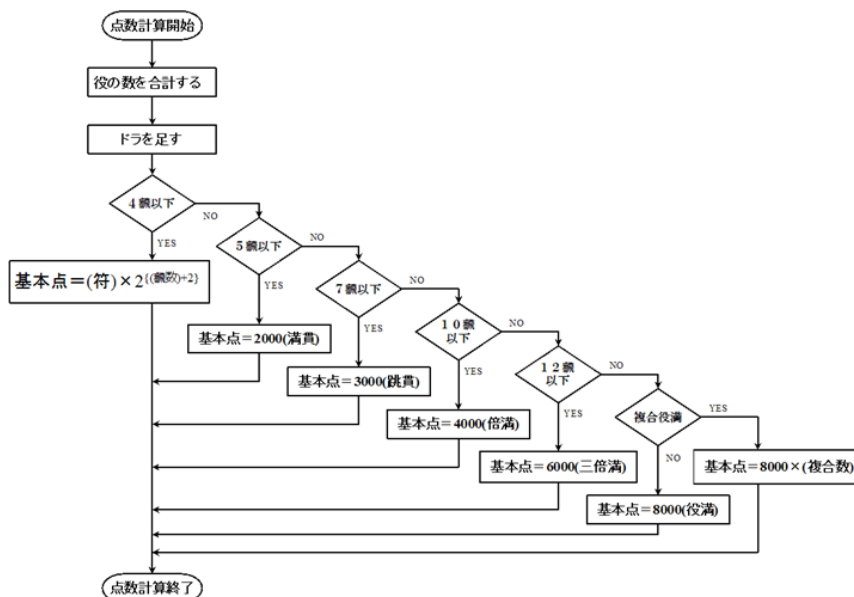 点数計算開始
役の数を合計する
ドラを足す
4飜以下
NO
YES
基本点＝(符)×2{(飜数)+2}
5飜以下
NO
YES
基本点＝2000(満貫)
7飜以下
NO
YES
基本点＝3000(跳貫)
10飜
以下
NO
YES
基本点＝4000(倍満)
12飜
以下
NO
YES
基本点＝6000(三倍満)
複合役満
YES
NO
基本点＝8000×(複合数)
基本点＝8000(役満)
点数計算終了